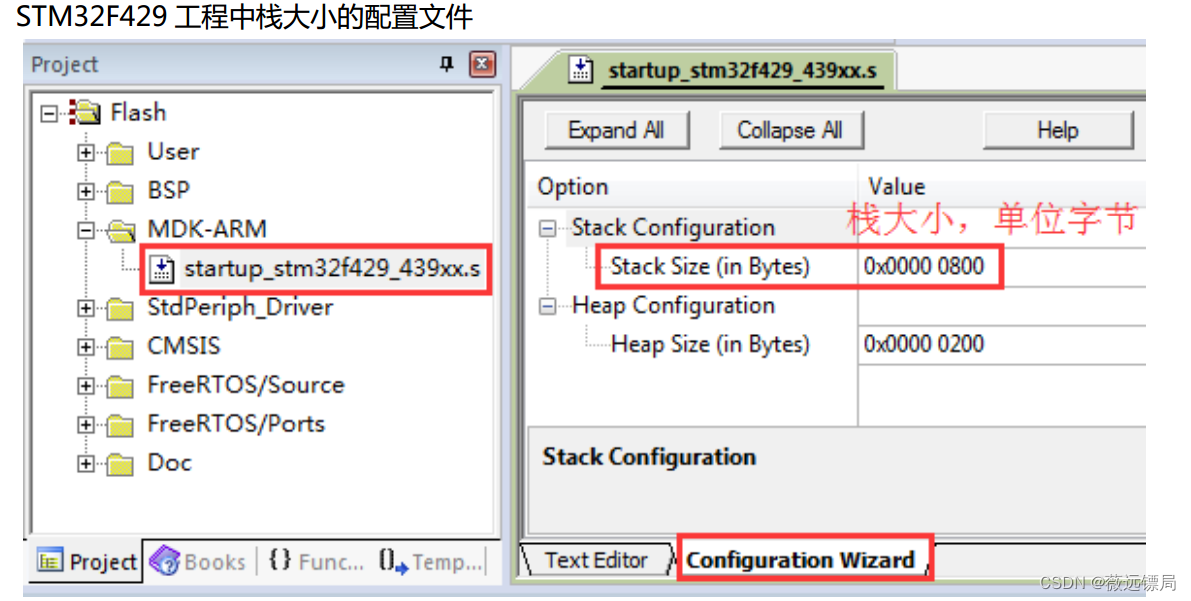 STM32F429 工程中栈大小的配置文件
Project
Flash
User
BSP
MDK-ARM
startup_stm32f429_439xx.s
StdPeriph_Driver
CMSIS
FreeRTOS/Source
FreeRTOS/Ports
Doc
Project Books {} Func... Temp...
startup_stm32f429_439xx.s
Expand All Collapse All Help
Option Value
Stack Configuration 栈大小，单位字节
Stack Size (in Bytes) 0x0000 0800
Heap Configuration
Heap Size (in Bytes) 0x0000 0200
Stack Configuration
Text Editor Configuration Wizard
CSDN @薇远镖局